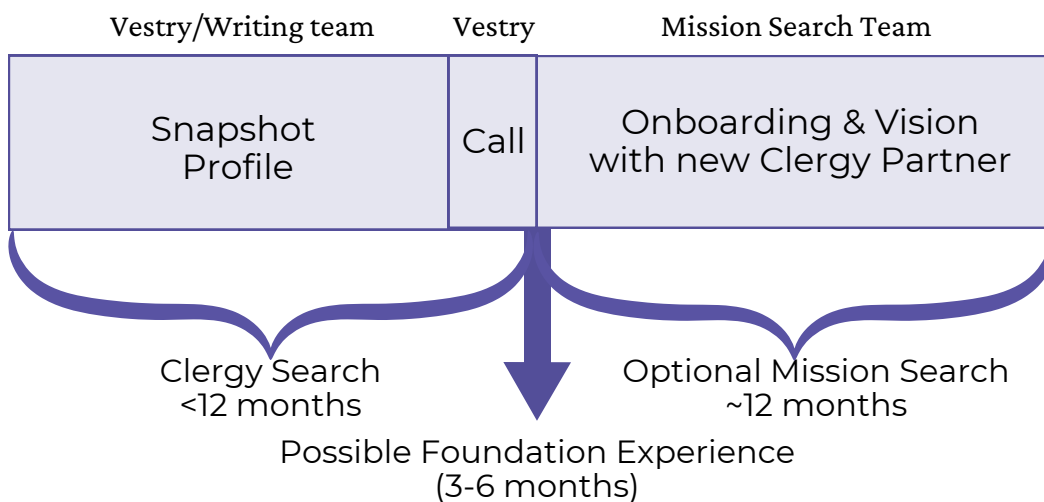 Vestry/Writing team
Vestry
Mission Search Team
Snapshot
Profile
Call
Onboarding & Vision
with new Clergy Partner
Clergy Search
<12 months
Optional Mission Search
~12 months
Possible Foundation Experience
(3-6 months)